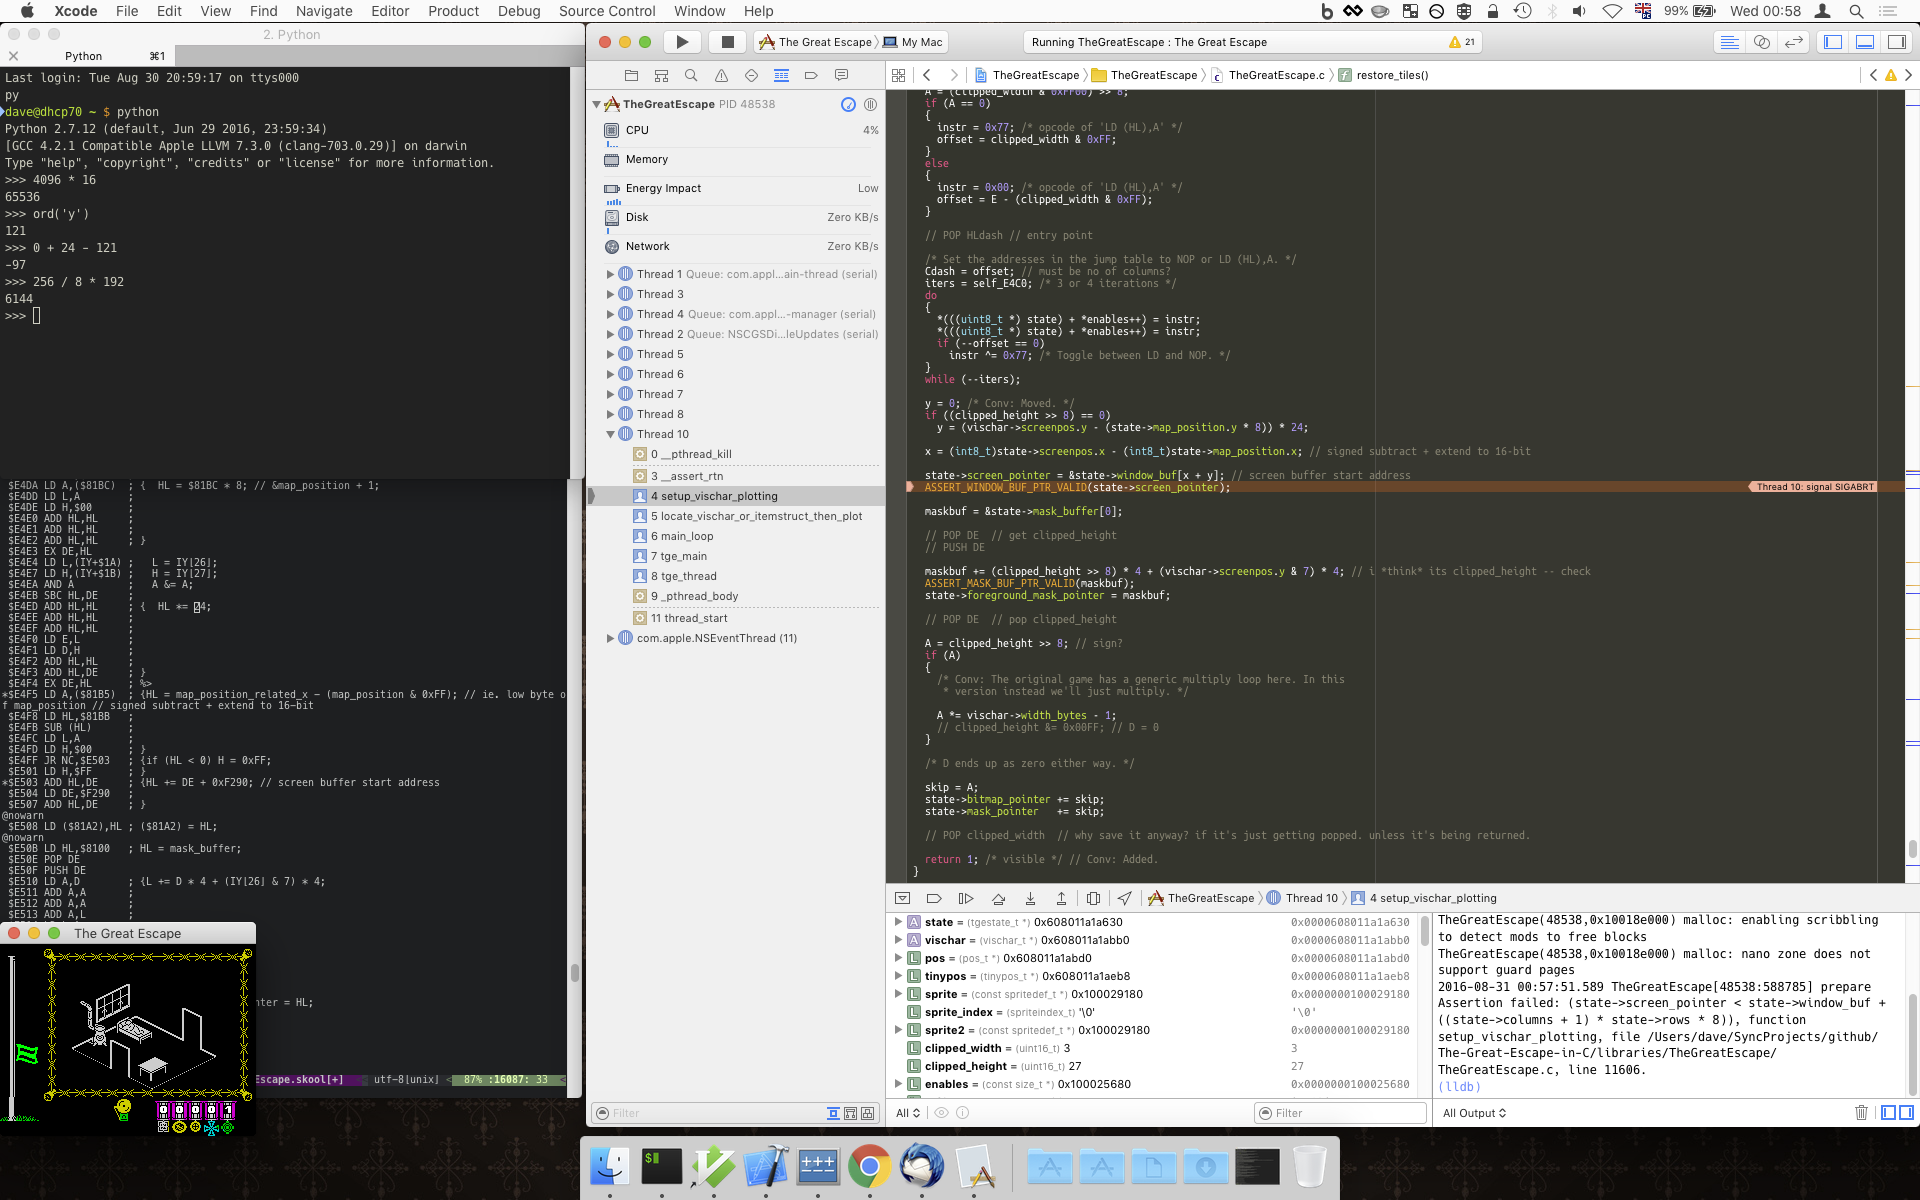 Xcode File Edit View Find Navigate Editor Product Debug Source Control Window Help
99% Wed 00:58
2. Python
Python ⌘1
Last login: Tue Aug 30 20:59:17 on ttys000
py
dave@dhcp70 ~ $ python
Python 2.7.12 (default, Jun 29 2016, 23:59:34)
[GCC 4.2.1 Compatible Apple LLVM 7.3.0 (clang-703.0.29)] on darwin
Type "help", "copyright", "credits" or "license" for more information.
>>> 4096 * 16
65536
>>> ord('y')
121
>>> 0 + 24 - 121
-97
>>> 256 / 8 * 192
6144
>>>
$E4DA LD A,($81BC) ; { HL = $81BC * 8; // &map_position + 1;
$E4DD LD L,A ;
$E4DE LD H,$00 ;
$E4E0 ADD HL,HL ;
$E4E1 ADD HL,HL ;
$E4E2 ADD HL,HL ; }
$E4E3 EX DE,HL
$E4E4 LD L,(IY+$1A) ; L = IY[26];
$E4E7 LD H,(IY+$1B) ; H = IY[27];
$E4EA AND A ; A &= A;
$E4EB SBC HL,DE ;
$E4ED ADD HL,HL ; { HL *= 24;
$E4EE ADD HL,HL ;
$E4EF ADD HL,HL ;
$E4F0 LD E,L ;
$E4F1 LD D,H ;
$E4F2 ADD HL,HL ;
$E4F3 ADD HL,DE ; }
$E4F4 EX DE,HL ; %>
*$E4F5 LD A,($81B5) ; {HL = map_position_related_x - (map_position & 0xFF); // ie. low byte o
f map_position // signed subtract + extend to 16-bit
$E4F8 LD HL,$81BB ;
$E4FB SUB (HL) ;
$E4FC LD L,A ;
$E4FD LD H,$00 ; }
$E4FF JR NC,$E503 ; {if (HL < 0) H = 0xFF;
$E501 LD H,$FF ; }
*$E503 ADD HL,DE ; {HL += DE + 0xF290; // screen buffer start address
$E504 LD DE,$F290 ;
$E507 ADD HL,DE ; }
@nowarn
$E508 LD ($81A2),HL ; ($81A2) = HL;
@nowarn
$E50B LD HL,$8100 ; HL = mask_buffer;
$E50E POP DE
$E50F PUSH DE
$E510 LD A,D ; {L += D * 4 + (IY[26] & 7) * 4;
$E511 ADD A,A ;
$E512 ADD A,A ;
$E513 ADD A,L ;
nter = HL;
Escape.skool[+] utf-8[unix] < 87% :16087: 33 <
The Great Escape
The Great Escape My Mac
Running TheGreatEscape : The Great Escape
21
TheGreatEscape PID 48538
CPU 4%
Memory
Energy Impact Low
Disk Zero KB/s
Network Zero KB/s
Thread 1 Queue: com.appl...ain-thread (serial)
Thread 3
Thread 4 Queue: com.appl...-manager (serial)
Thread 2 Queue: NSCGSDi...leUpdates (serial)
Thread 5
Thread 6
Thread 7
Thread 8
Thread 10
0 __pthread_kill
3 __assert_rtn
4 setup_vischar_plotting
5 locate_vischar_or_itemstruct_then_plot
6 main_loop
7 tge_main
8 tge_thread
9 _pthread_body
11 thread_start
com.apple.NSEventThread (11)
Filter
TheGreatEscape TheGreatEscape TheGreatEscape.c restore_tiles()
A = (clipped_width & 0xFF00) >> 8;
if (A == 0)
{
instr = 0x77; /* opcode of 'LD (HL),A' */
offset = clipped_width & 0xFF;
}
else
{
instr = 0x00; /* opcode of 'LD (HL),A' */
offset = E - (clipped_width & 0xFF);
}
// POP HLdash // entry point
/* Set the addresses in the jump table to NOP or LD (HL),A. */
Cdash = offset; // must be no of columns?
iters = self_E4C0; /* 3 or 4 iterations */
do
{
*(((uint8_t *) state) + *enables++) = instr;
*(((uint8_t *) state) + *enables++) = instr;
if (--offset == 0)
instr ^= 0x77; /* Toggle between LD and NOP. */
}
while (--iters);
y = 0; /* Conv: Moved. */
if ((clipped_height >> 8) == 0)
y = (vischar->screenpos.y - (state->map_position.y * 8)) * 24;
x = (int8_t)state->screenpos.x - (int8_t)state->map_position.x; // signed subtract + extend to 16-bit
state->screen_pointer = &state->window_buf[x + y]; // screen buffer start address
ASSERT_WINDOW_BUF_PTR_VALID(state->screen_pointer);
Thread 10: signal SIGABRT
maskbuf = &state->mask_buffer[0];
// POP DE // get clipped_height
// PUSH DE
maskbuf += (clipped_height >> 8) * 4 + (vischar->screenpos.y & 7) * 4; // i *think* its clipped_height -- check
ASSERT_MASK_BUF_PTR_VALID(maskbuf);
state->foreground_mask_pointer = maskbuf;
// POP DE // pop clipped_height
A = clipped_height >> 8; // sign?
if (A)
{
/* Conv: The original game has a generic multiply loop here. In this
* version instead we'll just multiply. */
A *= vischar->width_bytes - 1;
// clipped_height &= 0x00FF; // D = 0
}
/* D ends up as zero either way. */
skip = A;
state->bitmap_pointer += skip;
state->mask_pointer += skip;
// POP clipped_width // why save it anyway? if it's just getting popped. unless it's being returned.
return 1; /* visible */ // Conv: Added.
}
TheGreatEscape Thread 10 4 setup_vischar_plotting
state = (tgestate_t *) 0x608011a1a630 0x0000608011a1a630
vischar = (vischar_t *) 0x608011a1abb0 0x0000608011a1abb0
pos = (pos_t *) 0x608011a1abd0 0x0000608011a1abd0
tinypos = (tinypos_t *) 0x608011a1aeb8 0x0000608011a1aeb8
sprite = (const spritedef_t *) 0x100029180 0x0000000100029180
sprite_index = (spriteindex_t) '\0' '\0'
sprite2 = (const spritedef_t *) 0x100029180 0x0000000100029180
clipped_width = (uint16_t) 3 3
clipped_height = (uint16_t) 27 27
enables = (const size_t *) 0x100025680 0x0000000100025680
All Filter
TheGreatEscape(48538,0x10018e000) malloc: enabling scribbling
to detect mods to free blocks
TheGreatEscape(48538,0x10018e000) malloc: nano zone does not
support guard pages
2016-08-31 00:57:51.589 TheGreatEscape[48538:588785] prepare
Assertion failed: (state->screen_pointer < state->window_buf +
((state->columns + 1) * state->rows * 8)), function
setup_vischar_plotting, file /Users/dave/SyncProjects/github/
The-Great-Escape-in-C/libraries/TheGreatEscape/
TheGreatEscape.c, line 11606.
(lldb)
All Output